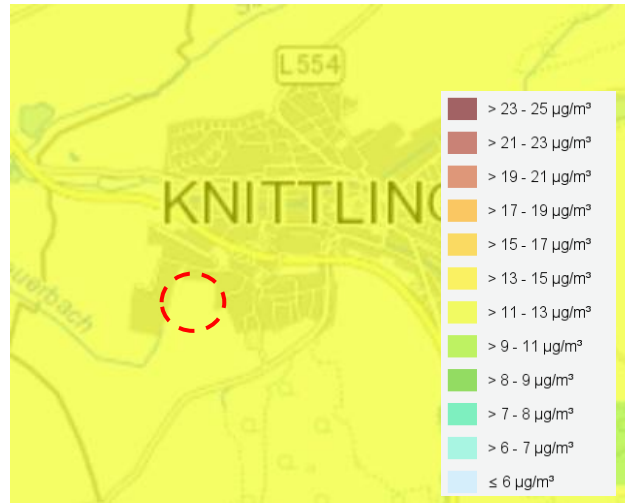 L554
KNITTLING
auerbach
> 23 - 25 µg/m³
> 21 - 23 µg/m³
> 19 - 21 µg/m³
> 17 - 19 µg/m³
> 15 - 17 µg/m³
> 13 - 15 µg/m³
> 11 - 13 µg/m³
> 9 - 11 µg/m³
> 8 - 9 µg/m³
> 7 - 8 µg/m³
> 6 - 7 µg/m³
≤ 6 µg/m³